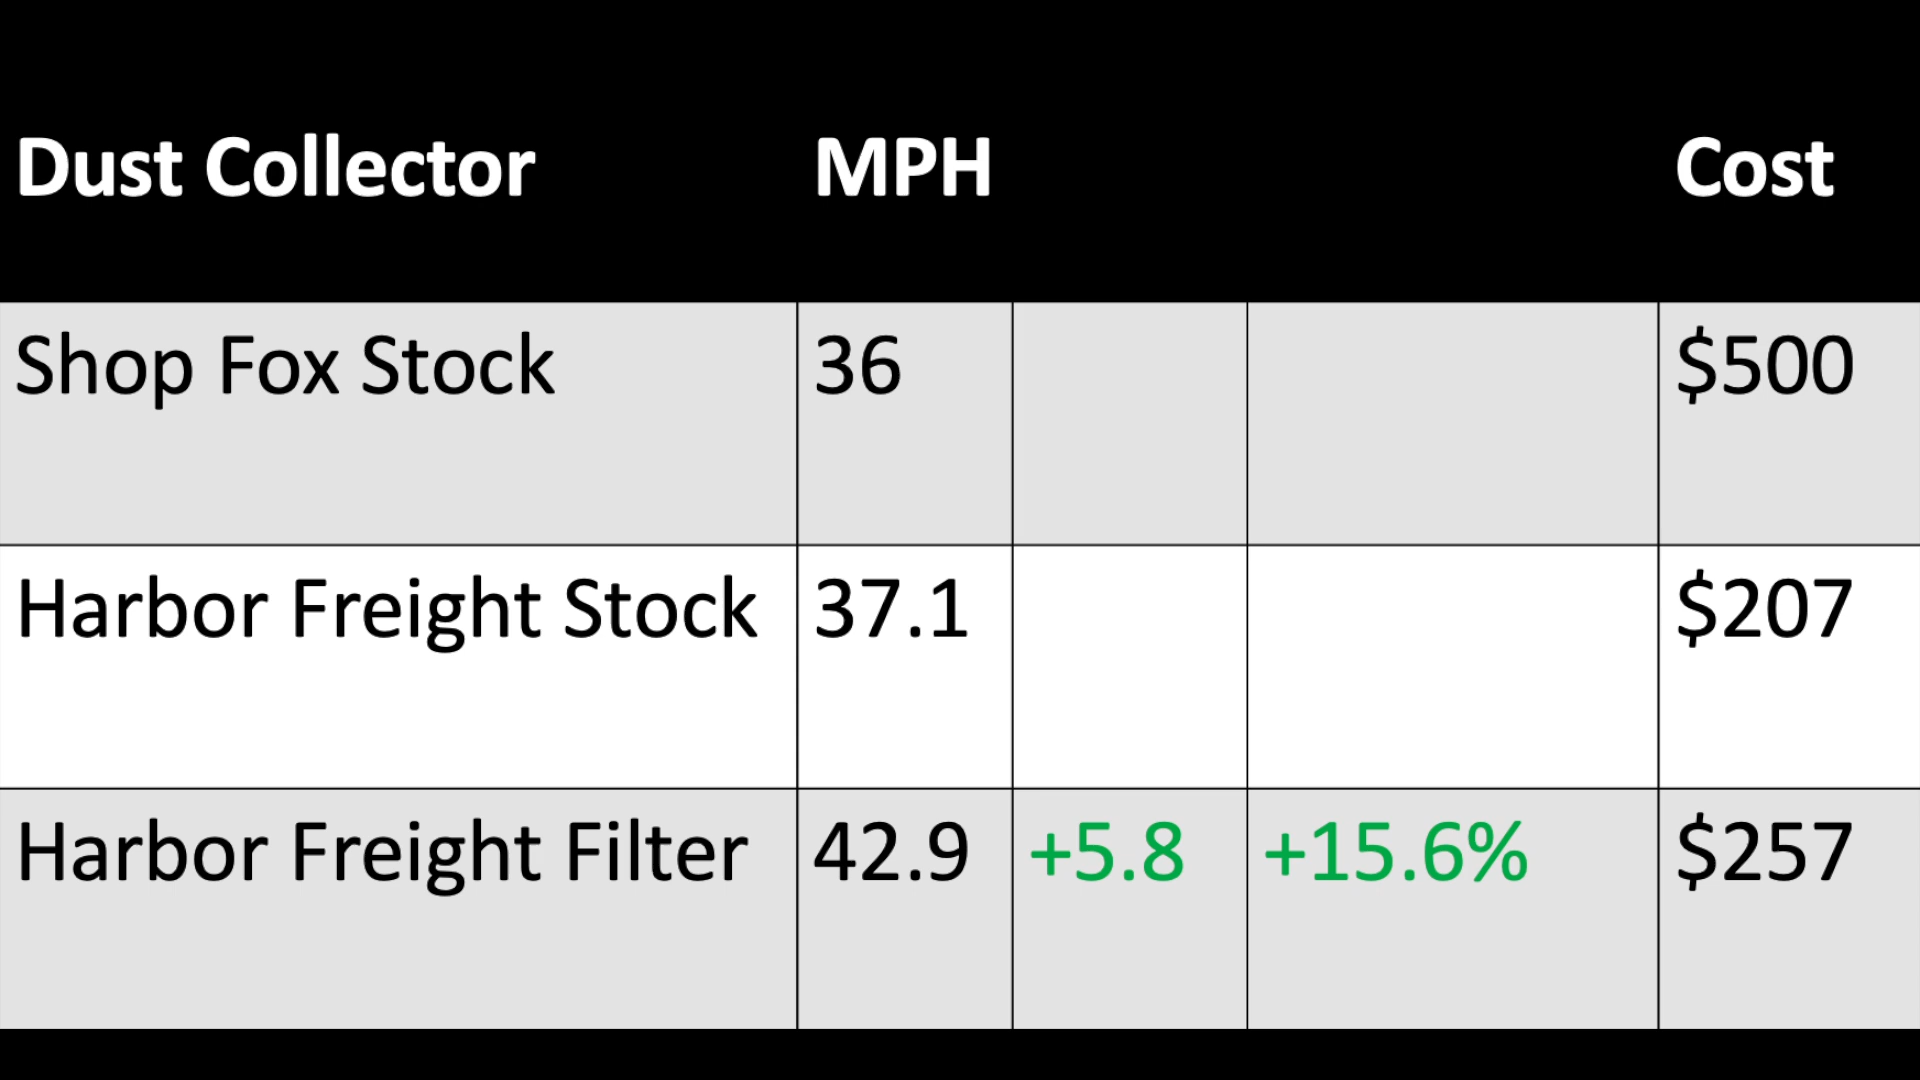 Dust Collector MPH Cost
Shop Fox Stock 36 $500
Harbor Freight Stock 37.1 $207
Harbor Freight Filter 42.9 +5.8 +15.6% $257